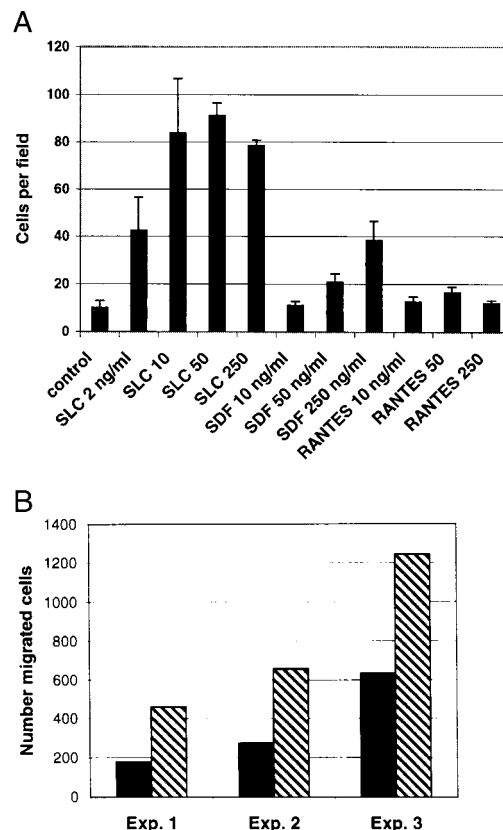 A
Cells per field
120
100
80
60
40
20
0
control
SLC 2 ng/ml
SLC 10
SLC 50
SLC 250
SDF 10 ng/ml
SDF 50 ng/ml
SDF 250 ng/ml
RANTES 10 ng/ml
RANTES 50
RANTES 250
B
Number migrated cells
1400
1200
1000
800
600
400
200
0
Exp. 1
Exp. 2
Exp. 3